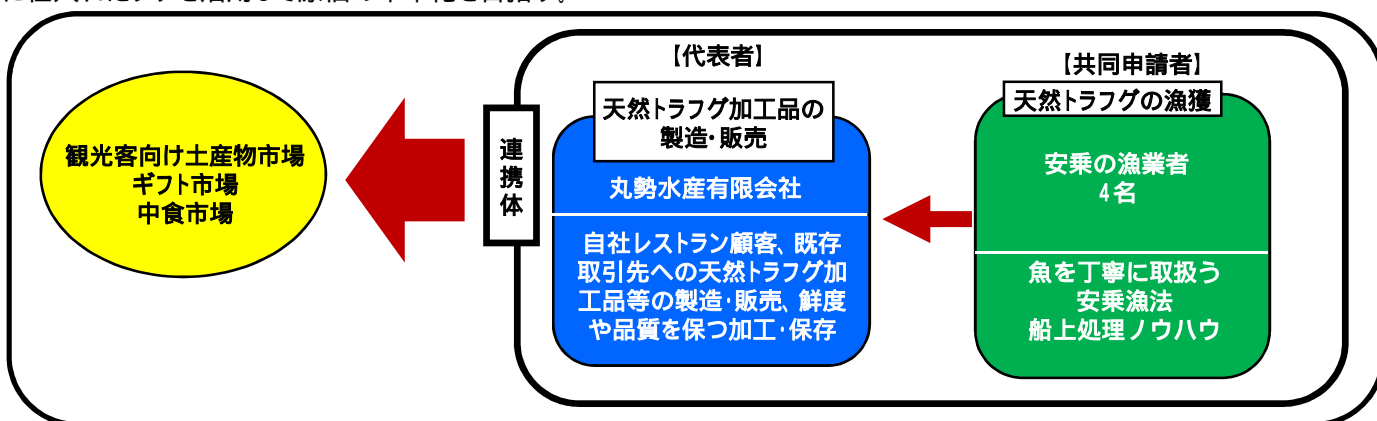 【代表者】
【共同申請者】
天然トラフグ加工品の
製造・販売
天然トラフグの漁獲
連携体
観光客向け土産物市場
ギフト市場
中食市場
丸勢水産有限会社
自社レストラン顧客、既存
取引先への天然トラフグ加
工品等の製造・販売、鮮度
や品質を保つ加工・保存
安乗の漁業者
4名
魚を丁寧に取扱う
安乗漁法
船上処理ノウハウ